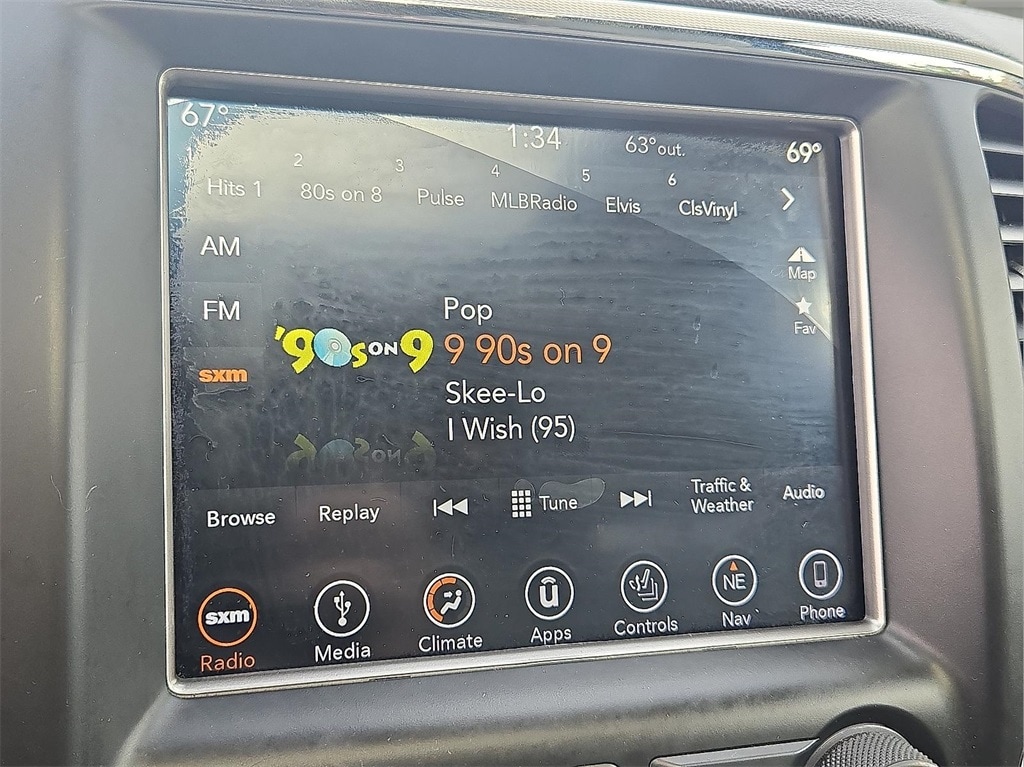 67° 1:34 63° out. 69°
2 3 4 5 6
Hits 1 80s on 8 Pulse MLBRadio Elvis ClsVinyl
AM
Map
FM
Fav
Pop
'90s ON 9 9 90s on 9
sxm
Skee-Lo
I Wish (95)
Browse Replay Tune Traffic &
Weather Audio
sxm û NE
Radio Media Climate Apps Controls Nav Phone